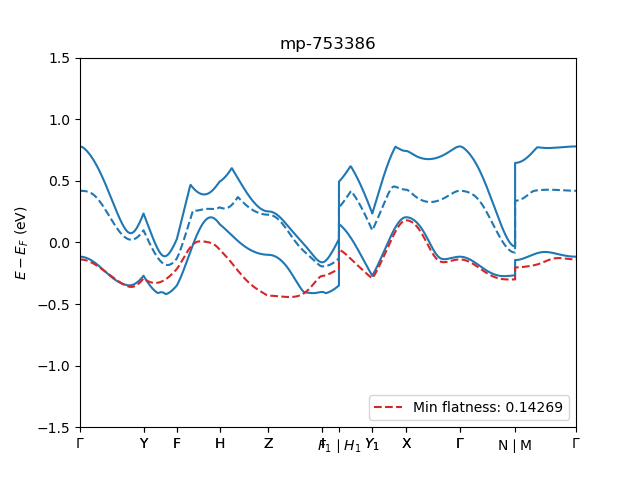 mp-753386
E − E_F (eV)
1.5
1.0
0.5
0.0
−0.5
−1.0
−1.5
Min flatness: 0.14269
Γ Y F H Z F₁ | H₁ Y₁ X Γ N | M Γ